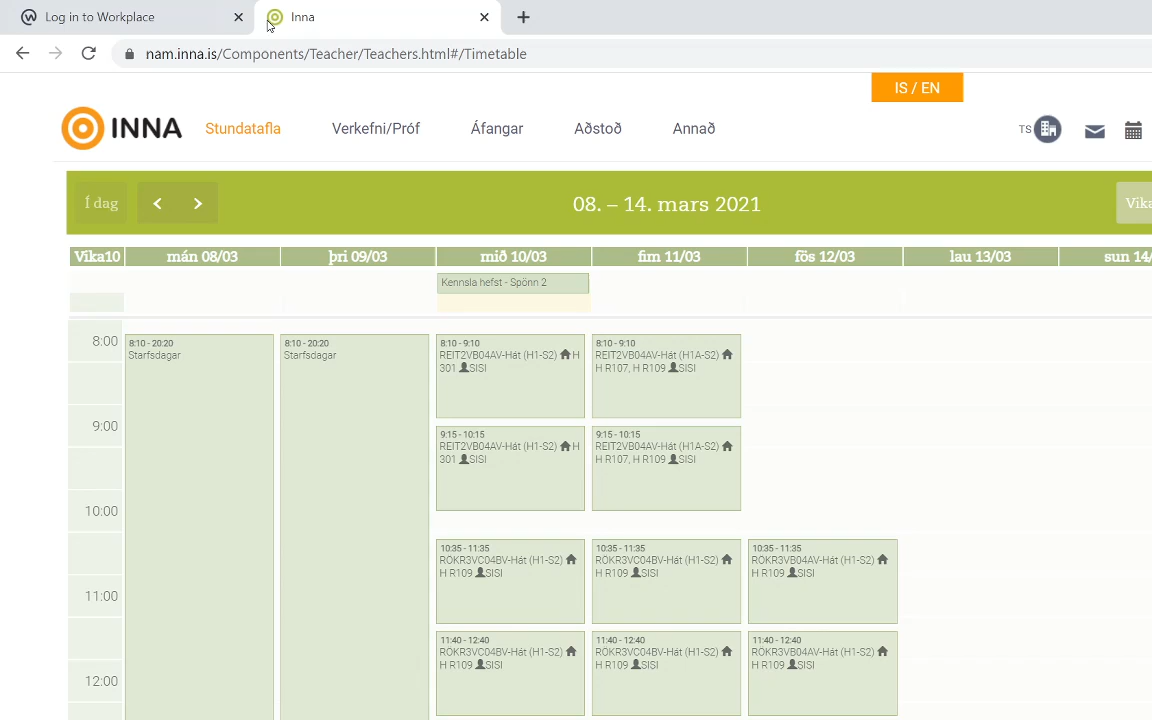 Log in to Workplace
Inna
nam.inna.is/Components/Teacher/Teachers.html#/Timetable
IS / EN
INNA
Stundatafla
Verkefni/Próf
Áfangar
Aðstoð
Annað
TS
Í dag
08. – 14. mars 2021
Vika
Vika10
mán 08/03
þri 09/03
mið 10/03
fim 11/03
fös 12/03
lau 13/03
sun 14/
Kennsla hefst - Spönn 2
8:00
9:00
10:00
11:00
12:00
8:10 - 20:20
Starfsdagar
8:10 - 20:20
Starfsdagar
8:10 - 9:10
REIT2VB04AV-Hát (H1-S2) H
301 SISI
9:15 - 10:15
REIT2VB04AV-Hát (H1-S2) H
301 SISI
10:35 - 11:35
RÖKR3VC04BV-Hát (H1-S2)
H R109 SISI
11:40 - 12:40
RÖKR3VC04BV-Hát (H1-S2)
H R109 SISI
8:10 - 9:10
REIT2VB04AV-Hát (H1A-S2)
H R107, H R109 SISI
9:15 - 10:15
REIT2VB04AV-Hát (H1A-S2)
H R107, H R109 SISI
10:35 - 11:35
RÖKR3VC04BV-Hát (H1-S2)
H R109 SISI
11:40 - 12:40
RÖKR3VC04BV-Hát (H1-S2)
H R109 SISI
10:35 - 11:35
RÖKR3VB04AV-Hát (H1-S2)
H R109 SISI
11:40 - 12:40
RÖKR3VB04AV-Hát (H1-S2)
H R109 SISI